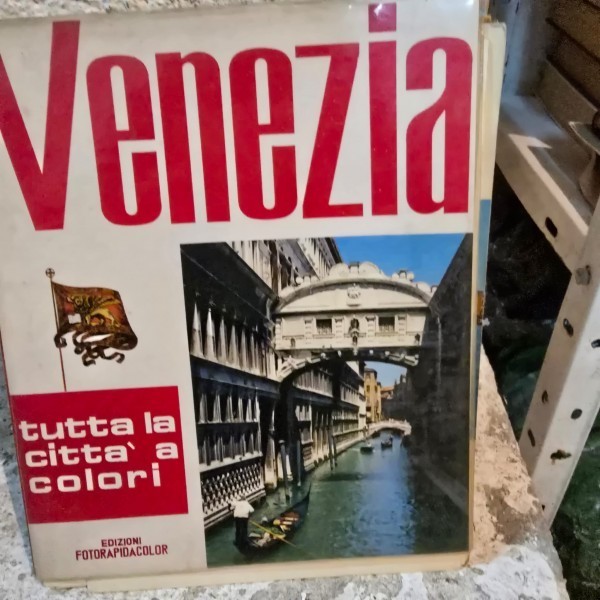 Venezia
tutta la
citta' a
colori
EDIZIONI
FOTORAPIDACOLOR